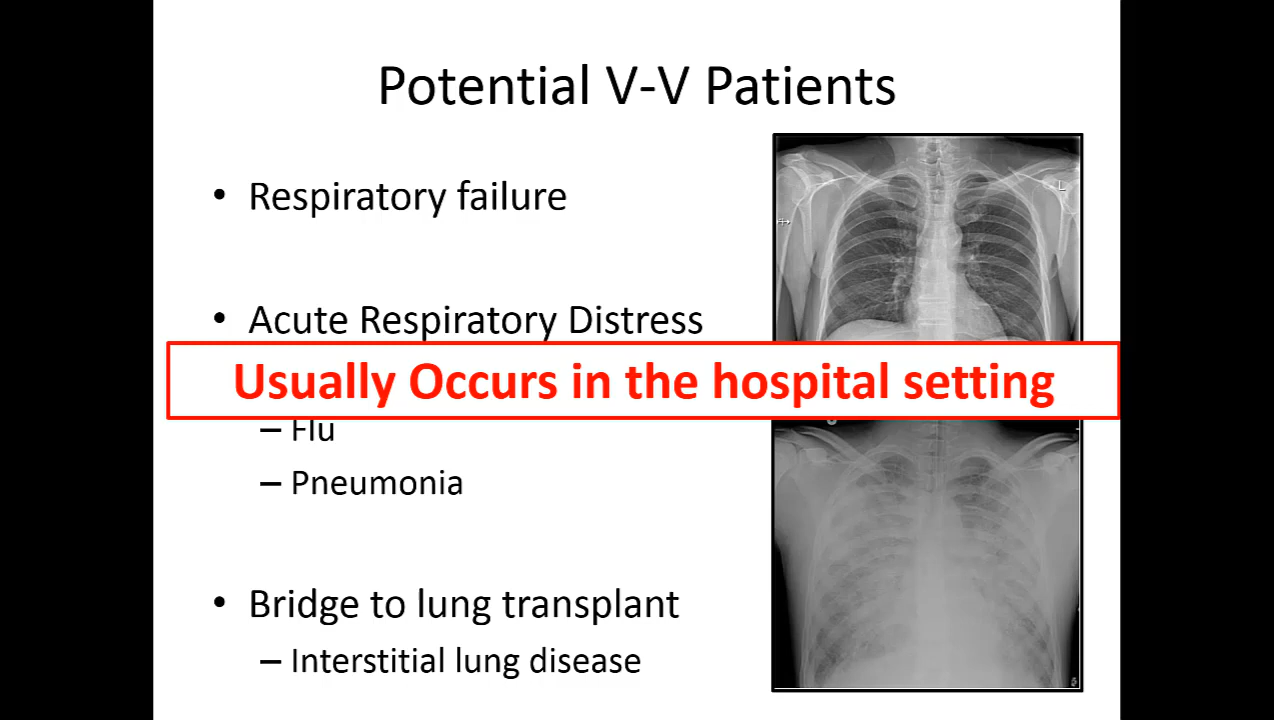 Potential V-V Patients
• Respiratory failure
• Acute Respiratory Distress
Usually Occurs in the hospital setting
– Flu
– Pneumonia
• Bridge to lung transplant
– Interstitial lung disease
L